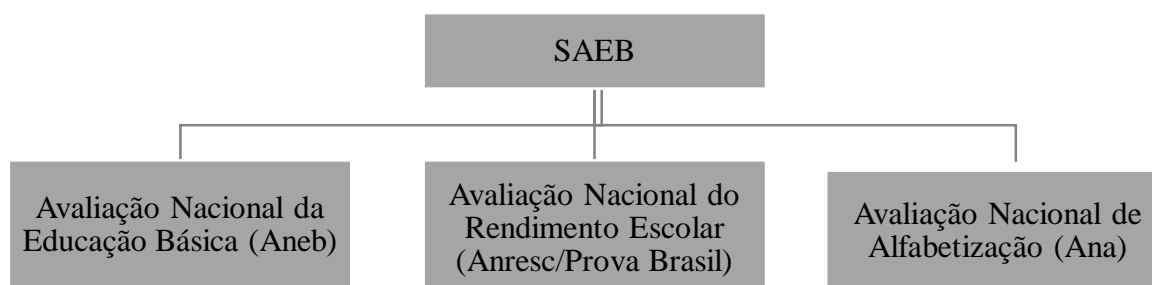 SAEB
Avaliação Nacional da
Educação Básica (Aneb)
Avaliação Nacional do
Rendimento Escolar
(Anresc/Prova Brasil)
Avaliação Nacional de
Alfabetização (Ana)